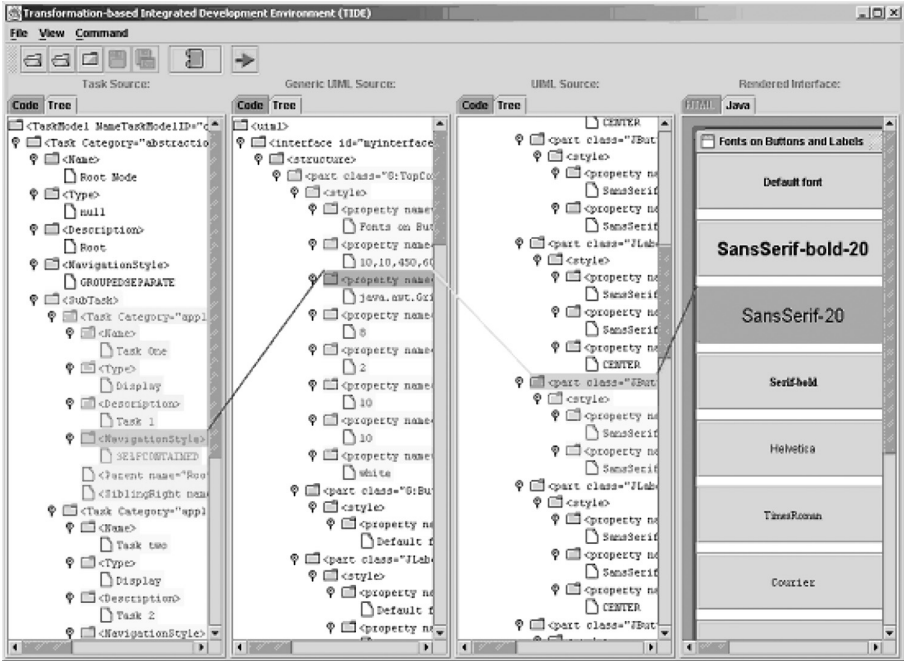 Transformation-based Integrated Development Environment (TIDE)
File View Command
Task Source:
Generic UIML Source:
UIML Source:
Rendered Interface:
Code Tree
Code Tree
Code Tree
HTML Java
<TaskModel NameTaskModelID="c
<Task Category="abstractio
<Name>
Root Node
<Type>
null
<Description>
Root
<NavigationStyle>
GROUPEDSEPARATE
<SubTask>
<Task Category="appl
<Name>
Task One
<Type>
Display
<Description>
Task 1
<NavigationStyle>
SELFCONTAINED
<Parent name="Roo
<SiblingRight nam
<Task Category="appl
<Name>
Task two
<Type>
Display
<Description>
Task 2
<NavigationStyle>
<uiml>
<interface id="myinterface
<structure>
<part class="G:TopCo
<style>
<property name
Fonts on But
<property name
10,10,450,60
<property name
java.awt.Gri
<property name
8
<property name
2
<property name
10
<property name
10
<property name
white
<part class="G:Bu
<style>
<property na
Default f
<part class="JLab
<style>
<property na
Default f
<property na
CENTER
<part class="JBut
<style>
<property na
SansSerif
<property na
SansSerif
<part class="JLab
<style>
<property na
SansSerif
<property na
SansSerif
<property na
CENTER
<part class="JBut
<style>
<property na
SansSerif
<property na
SansSerif
<part class="JLab
<style>
<property na
SansSerif
<property na
SansSerif
<property na
CENTER
<part class="JBut
Fonts on Buttons and Labels
Default font
SansSerif-bold-20
SansSerif-20
Serif-bold
Helvetica
TimesRoman
Courier